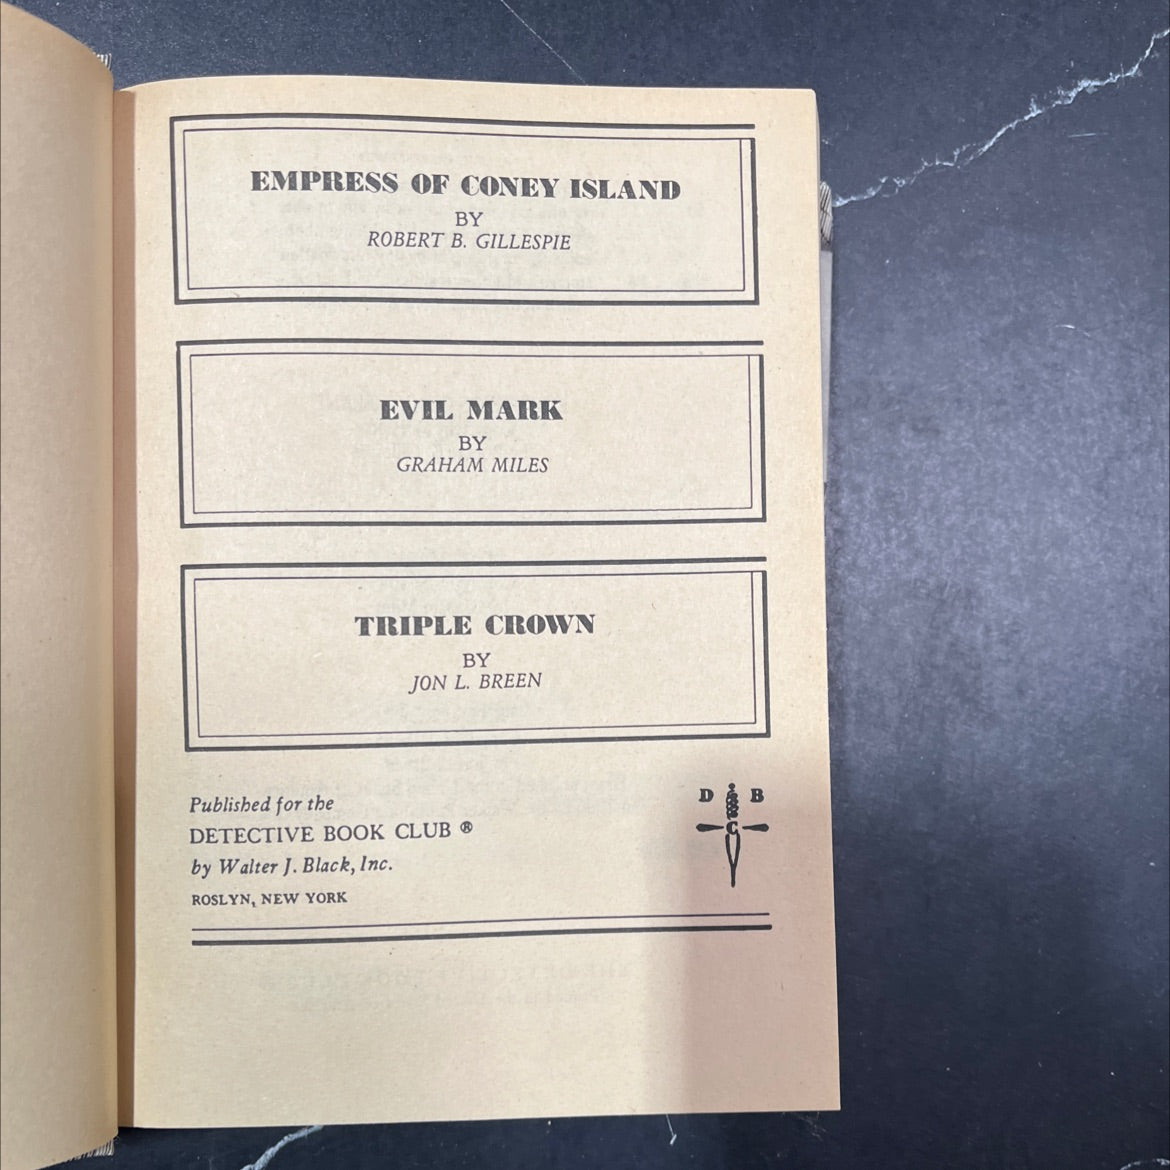 EMPRESS OF CONEY ISLAND
BY
ROBERT B. GILLESPIE
EVIL MARK
BY
GRAHAM MILES
TRIPLE CROWN
BY
JON L. BREEN
Published for the
DETECTIVE BOOK CLUB ®
by Walter J. Black, Inc.
ROSLYN, NEW YORK
D B
C